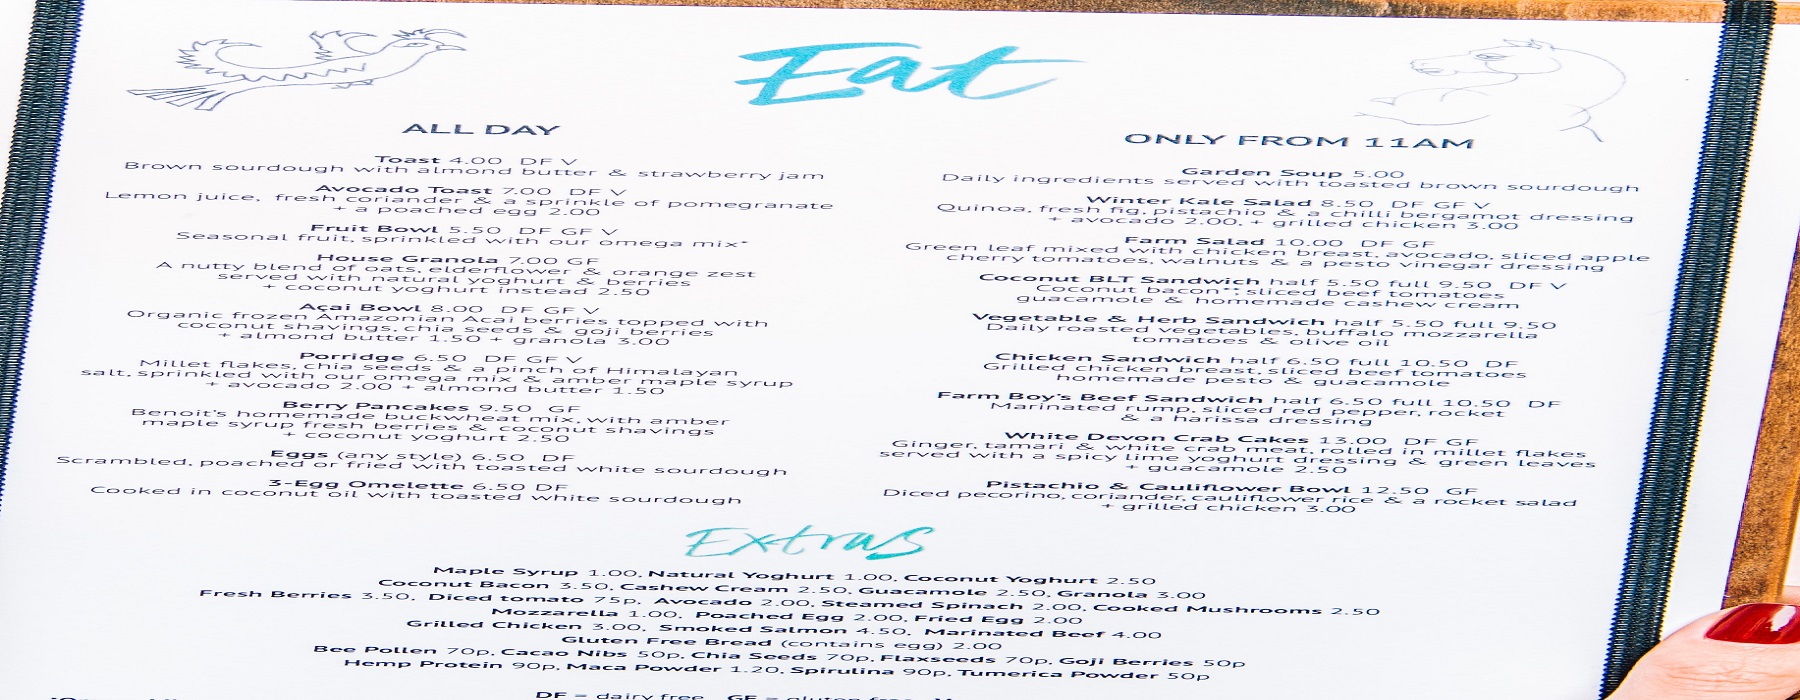 Eat
ALL DAY
Toast 4.00 DF V
Brown sourdough with almond butter & strawberry jam
Avocado Toast 7.00 DF V
Lemon juice, fresh coriander & a sprinkle of pomegranate
+ a poached egg 2.00
Fruit Bowl 5.50 DF GF V
Seasonal fruit, sprinkled with our omega mix*
House Granola 7.00 GF
A nutty blend of oats, elderflower & orange zest
served with natural yoghurt & berries
+ coconut yoghurt instead 2.50
Açai Bowl 8.00 DF GF V
Organic frozen Amazonian Acai berries topped with
coconut shavings, chia seeds & goji berries
+ almond butter 1.50 + granola 3.00
Porridge 6.50 DF GF V
Millet flakes, chia seeds & a pinch of Himalayan
salt, sprinkled with our omega mix & amber maple syrup
+ avocado 2.00 + almond butter 1.50
Berry Pancakes 9.50 GF
Benoit's homemade buckwheat mix, with amber
maple syrup fresh berries & coconut shavings
+ coconut yoghurt 2.50
Eggs (any style) 6.50 DF
Scrambled, poached or fried with toasted white sourdough
3-Egg Omelette 6.50 DF
Cooked in coconut oil with toasted white sourdough
ONLY FROM 11AM
Garden Soup 5.00
Daily ingredients served with toasted brown sourdough
Winter Kale Salad 8.50 DF GF V
Quinoa, fresh fig, pistachio & a chilli bergamot dressing
+ avocado 2.00, + grilled chicken 3.00
Farm Salad 10.00 DF GF
Green leaf mixed with chicken breast, avocado, sliced apple
cherry tomatoes, walnuts & a pesto vinegar dressing
Coconut BLT Sandwich half 5.50 full 9.50 DF V
Coconut bacon** sliced beef tomatoes
guacamole & homemade cashew cream
Vegetable & Herb Sandwich half 5.50 full 9.50
Daily roasted vegetables, buffalo mozzarella
tomatoes & olive oil
Chicken Sandwich half 6.50 full 10.50 DF
Grilled chicken breast, sliced beef tomatoes
homemade pesto & guacamole
Farm Boy's Beef Sandwich half 6.50 full 10.50 DF
Marinated rump, sliced red pepper, rocket
& a harissa dressing
White Devon Crab Cakes 13.00 DF GF
Ginger, tamari & white crab meat, rolled in millet flakes
served with a spicy lime yoghurt dressing & green leaves
+ guacamole 2.50
Pistachio & Cauliflower Bowl 12.50 GF
Diced pecorino, coriander, cauliflower rice & a rocket salad
+ grilled chicken 3.00
Extras
Maple Syrup 1.00, Natural Yoghurt 1.00, Coconut Yoghurt 2.50
Coconut Bacon 3.50, Cashew Cream 2.50, Guacamole 2.50, Granola 3.00
Fresh Berries 3.50, Diced tomato 75p, Avocado 2.00, Steamed Spinach 2.00, Cooked Mushrooms 2.50
Mozzarella 1.00, Poached Egg 2.00, Fried Egg 2.00
Grilled Chicken 3.00, Smoked Salmon 4.50, Marinated Beef 4.00
Gluten Free Bread (contains egg) 2.00
Bee Pollen 70p, Cacao Nibs 50p, Chia Seeds 70p, Flaxseeds 70p, Goji Berries 50p
Hemp Protein 90p, Maca Powder 1.20, Spirulina 90p, Tumerica Powder 50p
DF = dairy free GF = gluten free